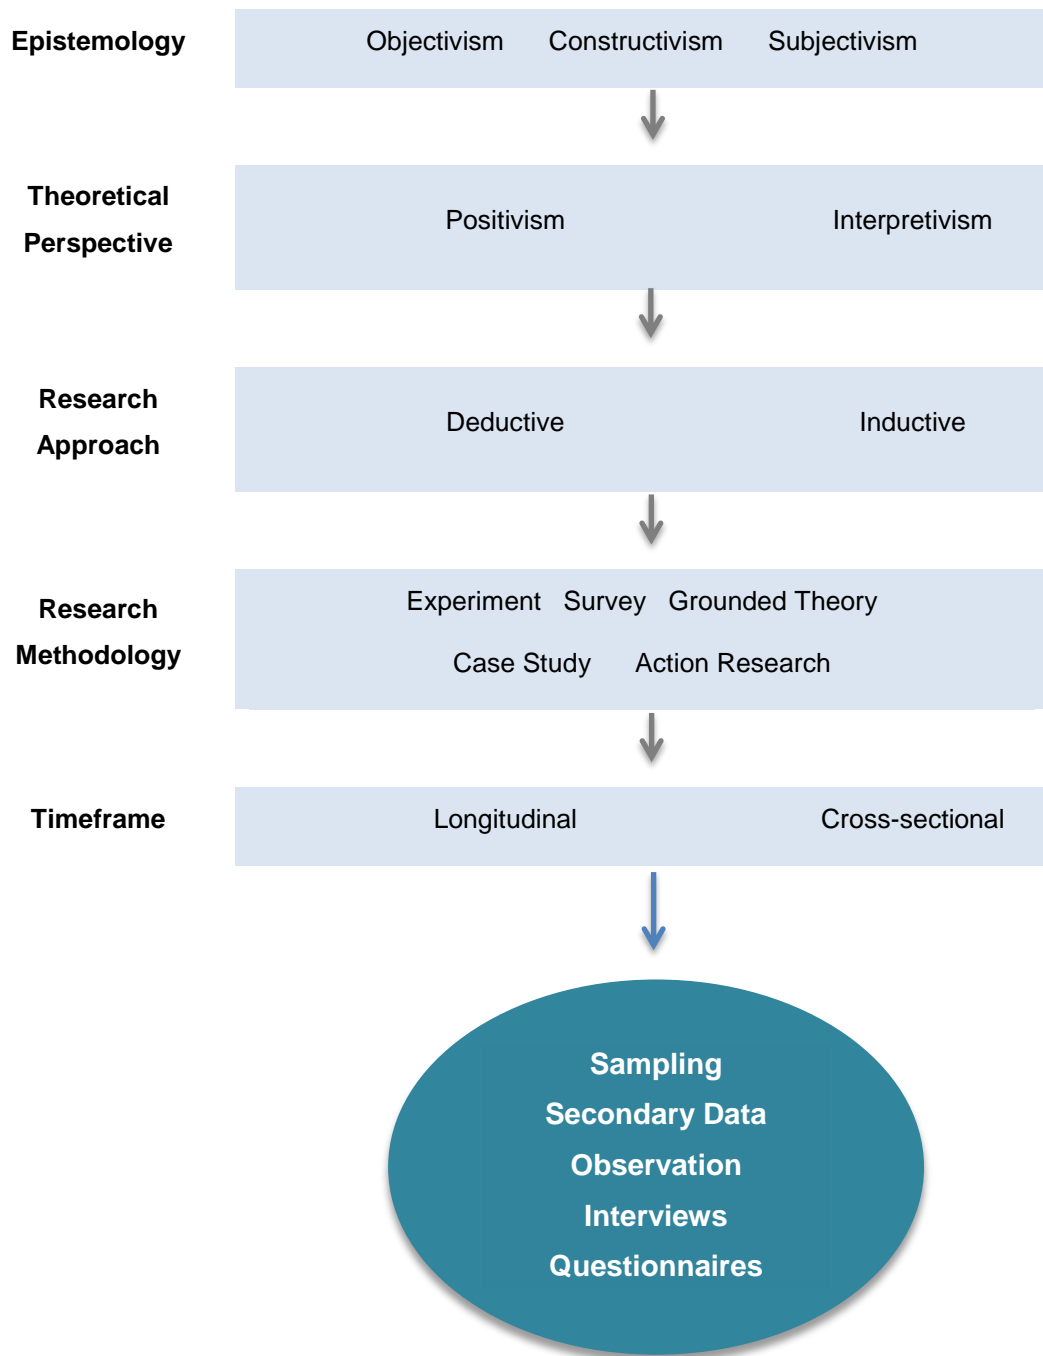 Epistemology
Objectivism Constructivism Subjectivism
Theoretical
Perspective
Positivism Interpretivism
Research
Approach
Deductive Inductive
Research
Methodology
Experiment Survey Grounded Theory
Case Study Action Research
Timeframe
Longitudinal Cross-sectional
Sampling
Secondary Data
Observation
Interviews
Questionnaires